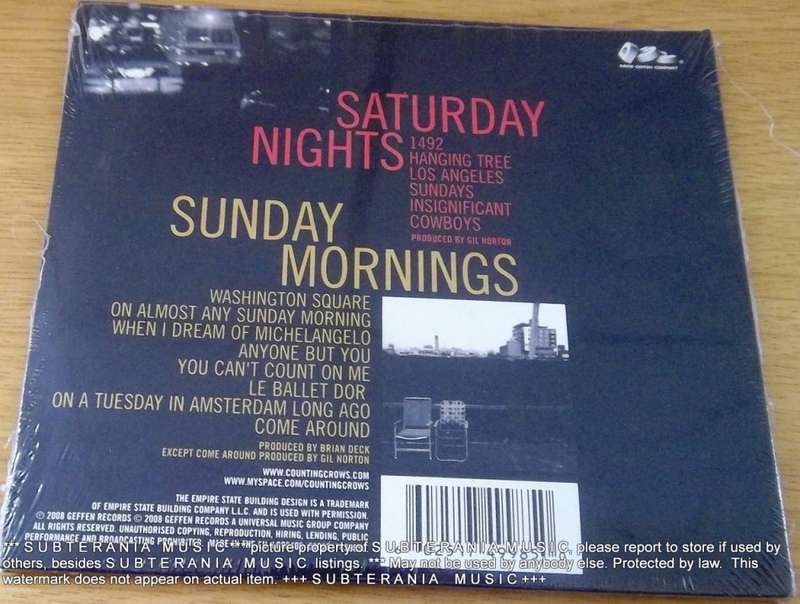 SATURDAY
NIGHTS
1492
HANGING TREE
LOS ANGELES
SUNDAYS
INSIGNIFICANT
COWBOYS
PRODUCED BY GIL NORTON
SUNDAY
MORNINGS
WASHINGTON SQUARE
ON ALMOST ANY SUNDAY MORNING
WHEN I DREAM OF MICHELANGELO
ANYONE BUT YOU
YOU CAN'T COUNT ON ME
LE BALLET DOR
ON A TUESDAY IN AMSTERDAM LONG AGO
COME AROUND
PRODUCED BY BRIAN DECK
EXCEPT COME AROUND PRODUCED BY GIL NORTON
WWW.COUNTINGCROWS.COM
WWW.MYSPACE.COM/COUNTINGCROWS
THE EMPIRE STATE BUILDING DESIGN IS A TRADEMARK
OF EMPIRE STATE BUILDING COMPANY L.L.C. AND IS USED WITH PERMISSION.
℗ 2008 GEFFEN RECORDS © 2008 GEFFEN RECORDS A UNIVERSAL MUSIC GROUP COMPANY
ALL RIGHTS RESERVED. UNAUTHORISED COPYING, REPRODUCTION, HIRING, LENDING, PUBLIC
PERFORMANCE AND BROADCASTING PROHIBITED. MADE IN THE
*** S U B T E R A N I A  M U S I C *** picture property of S U B T E R A N I A  M U S I C, please report to store if used by
others, besides S U B T E R A N I A  M U S I C listings. *** May not be used by anybody else. Protected by law. This
watermark does not appear on actual item. +++ S U B T E R A N I A  M U S I C +++